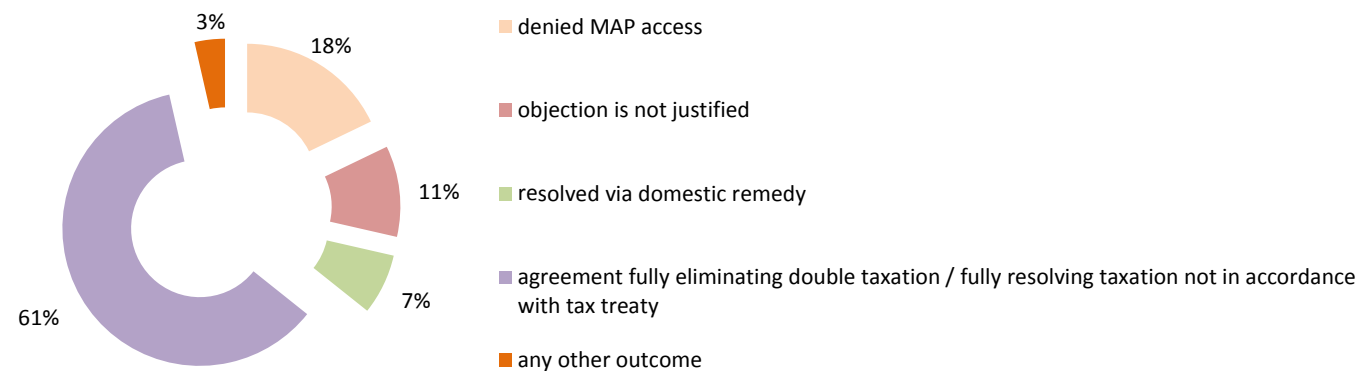 3%
18%
11%
7%
61%
denied MAP access
objection is not justified
resolved via domestic remedy
agreement fully eliminating double taxation / fully resolving taxation not in accordance
with tax treaty
any other outcome